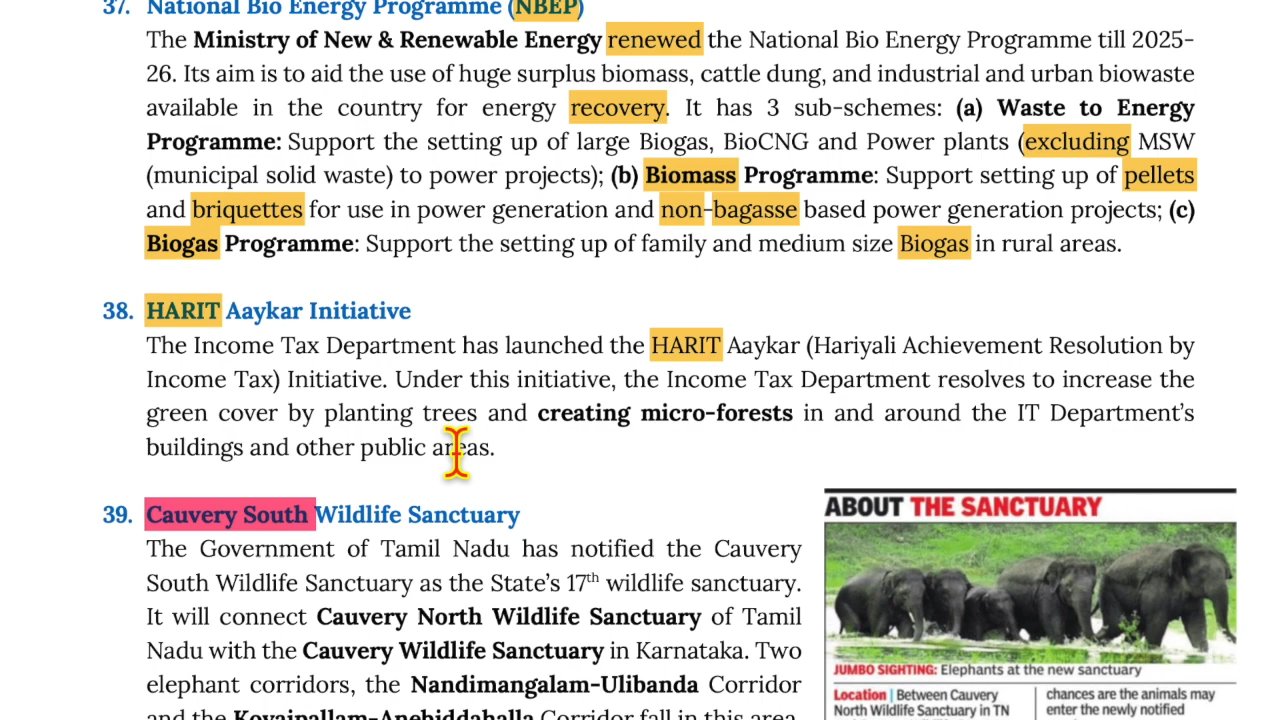 37. National Bio Energy Programme (NBEP)
The Ministry of New & Renewable Energy renewed the National Bio Energy Programme till 2025-
26. Its aim is to aid the use of huge surplus biomass, cattle dung, and industrial and urban biowaste
available in the country for energy recovery. It has 3 sub-schemes: (a) Waste to Energy
Programme: Support the setting up of large Biogas, BioCNG and Power plants (excluding MSW
(municipal solid waste) to power projects); (b) Biomass Programme: Support setting up of pellets
and briquettes for use in power generation and non-bagasse based power generation projects; (c)
Biogas Programme: Support the setting up of family and medium size Biogas in rural areas.
38. HARIT Aaykar Initiative
The Income Tax Department has launched the HARIT Aaykar (Hariyali Achievement Resolution by
Income Tax) Initiative. Under this initiative, the Income Tax Department resolves to increase the
green cover by planting trees and creating micro-forests in and around the IT Department's
buildings and other public areas.
39. Cauvery South Wildlife Sanctuary
The Government of Tamil Nadu has notified the Cauvery
South Wildlife Sanctuary as the State's 17th wildlife sanctuary.
It will connect Cauvery North Wildlife Sanctuary of Tamil
Nadu with the Cauvery Wildlife Sanctuary in Karnataka. Two
elephant corridors, the Nandimangalam-Ulibanda Corridor
and the Kovaipallam-Anebiddahalla Corridor fall in this area.
ABOUT THE SANCTUARY
JUMBO SIGHTING: Elephants at the new sanctuary
Location | Between Cauvery
North Wildlife Sanctuary in TN
chances are the animals may
enter the newly notified